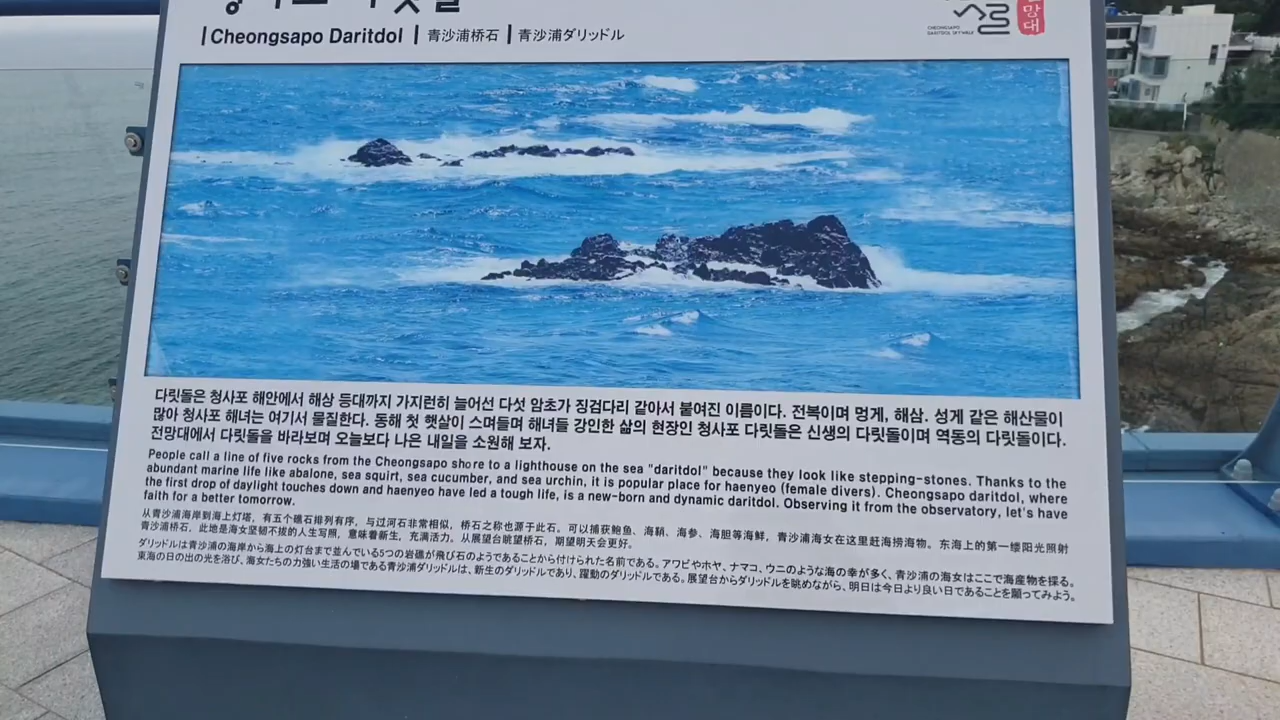 Cheongsapo Daritdol | 青沙浦桥石 | 青沙浦ダリッドル
CHEONGSAPO
DARITDOL SKYWALK
망대
다릿돌은 청사포 해안에서 해상 등대까지 가지런히 늘어선 다섯 암초가 징검다리 같아서 붙여진 이름이다. 전복이며 멍게, 해삼. 성게 같은 해산물이
많아 청사포 해녀는 여기서 물질한다. 동해 첫 햇살이 스며들며 해녀들 강인한 삶의 현장인 청사포 다릿돌은 신생의 다릿돌이며 역동의 다릿돌이다.
전망대에서 다릿돌을 바라보며 오늘보다 나은 내일을 소원해 보자.
People call a line of five rocks from the Cheongsapo shore to a lighthouse on the sea "daritdol" because they look like stepping-stones. Thanks to the
abundant marine life like abalone, sea squirt, sea cucumber, and sea urchin, it is popular place for haenyeo (female divers). Cheongsapo daritdol, where
the first drop of daylight touches down and haenyeo have led a tough life, is a new-born and dynamic daritdol. Observing it from the observatory, let's have
faith for a better tomorrow.
从青沙浦海岸到海上灯塔，有五个礁石排列有序，与过河石非常相似，桥石之称也源于此石。可以捕获鲍鱼、海鞘、海参、海胆等海鲜，青沙浦海女在这里赶海捞海物。东海上的第一缕阳光照射
青沙浦桥石，此地是海女坚韧不拔的人生写照，意味着新生，充满活力。从展望台眺望桥石，期望明天会更好。
ダリッドルは青沙浦の海岸から海上の灯台まで並んでいる5つの岩礁が飛び石のようであることから付けられた名前である。アワビやホヤ、ナマコ、ウニのような海の幸が多く、青沙浦の海女はここで海産物を採る。
東海の日の出の光を浴び、海女たちの力強い生活の場である青沙浦ダリッドルは、新生のダリッドルであり、躍動のダリッドルである。展望台からダリッドルを眺めながら、明日は今日より良い日であることを願ってみよう。